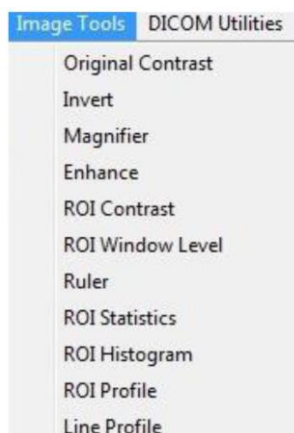 Image Tools DICOM Utilities
Original Contrast
Invert
Magnifier
Enhance
ROI Contrast
ROI Window Level
Ruler
ROI Statistics
ROI Histogram
ROI Profile
Line Profile